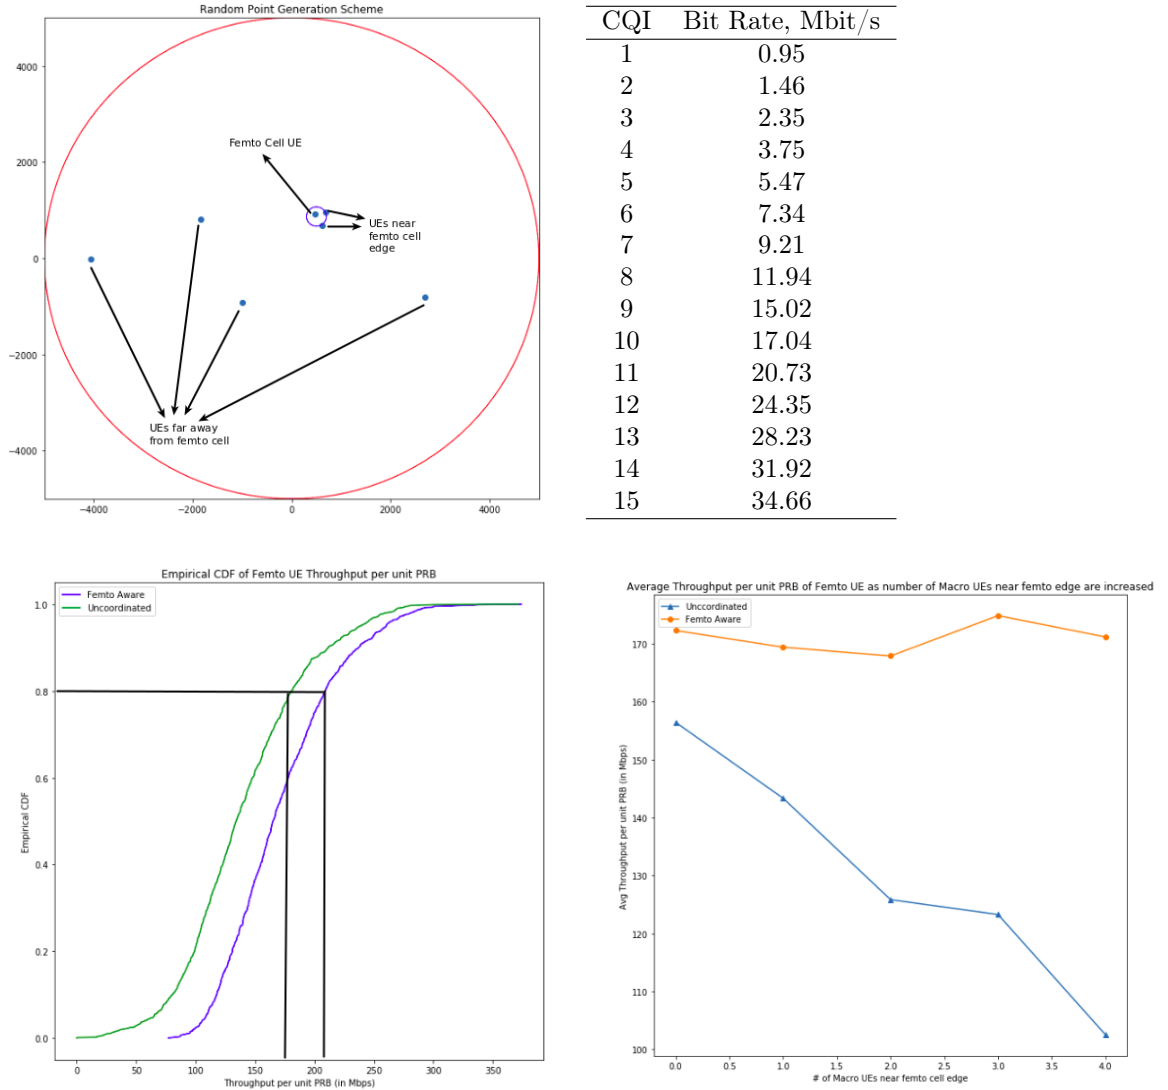 Random Point Generation Scheme
4000
2000
0
−2000
−4000
−4000 −2000 0 2000 4000
Femto Cell UE
UEs near
femto cell
edge
UEs far away
from femto cell
CQI Bit Rate, Mbit/s
1 0.95
2 1.46
3 2.35
4 3.75
5 5.47
6 7.34
7 9.21
8 11.94
9 15.02
10 17.04
11 20.73
12 24.35
13 28.23
14 31.92
15 34.66
Empirical CDF of Femto UE Throughput per unit PRB
Femto Aware
Uncoordinated
1.0
0.8
0.6
0.4
0.2
0.0
Empirical CDF
0 50 100 150 200 250 300 350
Throughput per unit PRB (in Mbps)
Average Throughput per unit PRB of Femto UE as number of Macro UEs near femto edge are increased
Unccordinated
Femto Aware
170
160
150
140
130
120
110
100
Avg Throughput per unit PRB (in Mbps)
0.0 0.5 1.0 1.5 2.0 2.5 3.0 3.5 4.0
# of Macro UEs near femto cell edge